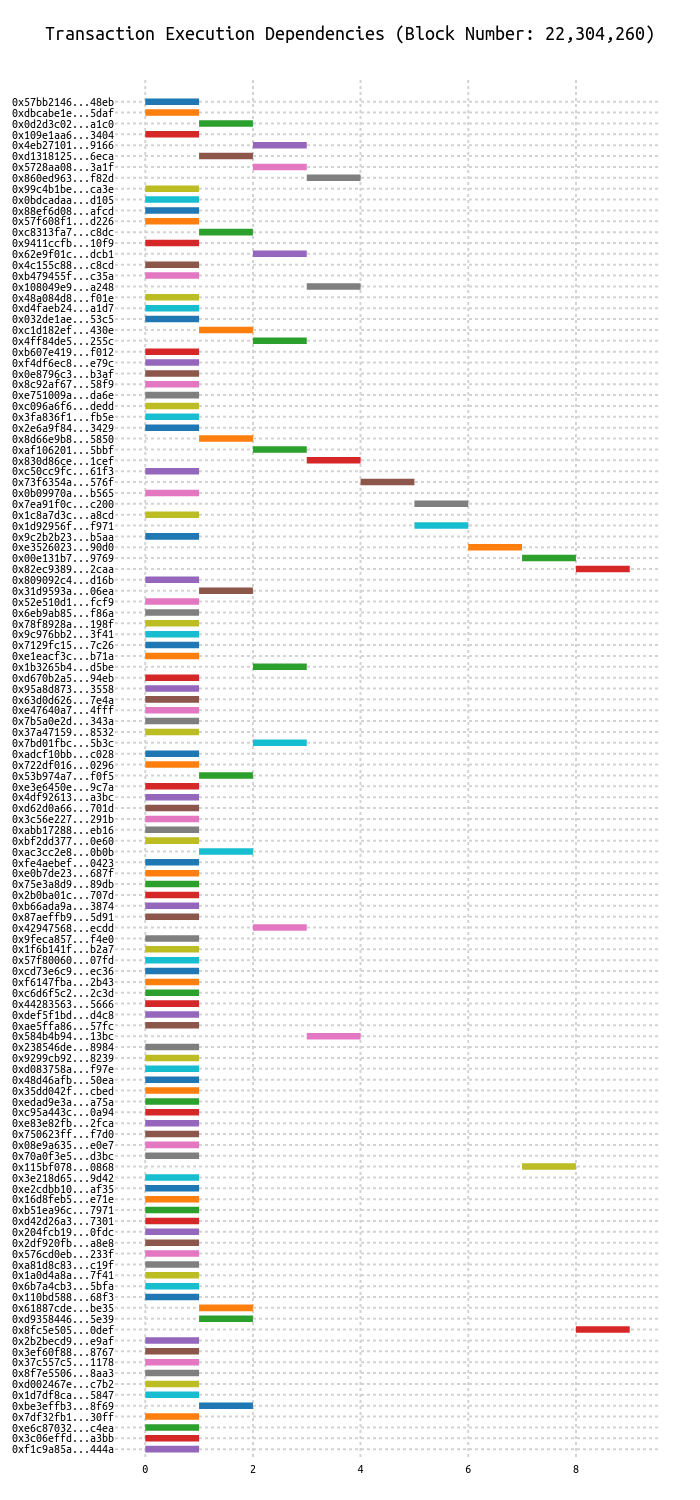 Transaction Execution Dependencies (Block Number: 22,304,260)
0x57bb2146...48eb
0xdbcabe1e...5daf
0x0d2d3c02...a1c0
0x109e1aa6...3404
0x4eb27101...9166
0xd1318125...6eca
0x5728aa08...3a1f
0x860ed963...f82d
0x99c4b1be...ca3e
0x0bdcadaa...d105
0x88ef6d08...afcd
0x57f608f1...d226
0xc8313fa7...c8dc
0x9411ccfb...10f9
0x62e9f01c...dcb1
0x4c155c88...c8cd
0xb479455f...c35a
0x108049e9...a248
0x48a084d8...f01e
0xd4faeb24...a1d7
0x032de1ae...53c5
0xc1d182ef...430e
0x4ff84de5...255c
0xb607e419...f012
0xf4df6ec8...e79c
0x0e8796c3...b3af
0x8c92af67...58f9
0xe751009a...da6e
0xc096a6f6...dedd
0x3fa836f1...fb5e
0x2e6a9f84...3429
0x8d66e9b8...5850
0xaf106201...5bbf
0x830d86ce...1cef
0xc50cc9fc...61f3
0x73f6354a...576f
0x0b09970a...b565
0x7ea91f0c...c200
0x1c8a7d3c...a8cd
0x1d92956f...f971
0x9c2b2b23...b5aa
0xe3526023...90d0
0x00e131b7...9769
0x82ec9389...2caa
0x809092c4...d16b
0x31d9593a...06ea
0x52e510d1...fcf9
0x6eb9ab85...f86a
0x78f8928a...198f
0x9c976bb2...3f41
0x7129fc15...7c26
0xe1eacf3c...b71a
0x1b3265b4...d5be
0xd670b2a5...94eb
0x95a8d873...3558
0x63d0d626...7e4a
0xe47640a7...4fff
0x7b5a0e2d...343a
0x37a47159...8532
0x7bd01fbc...5b3c
0xadcf10bb...c028
0x722df016...0296
0x53b974a7...f0f5
0xe3e6450e...9c7a
0x4df92613...a3bc
0xd62d0a66...701d
0x3c56e227...291b
0xabb17288...eb16
0xbf2dd377...0e60
0xac3cc2e8...0b0b
0xfe4aebef...0423
0xe0b7de23...687f
0x75e3a8d9...89db
0x2b0ba01c...707d
0xb66ada9a...3874
0x87aeffb9...5d91
0x42947568...ecdd
0x9feca857...f4e0
0x1f6b141f...b2a7
0x57f80060...07fd
0xcd73e6c9...ec36
0xf6147fba...2b43
0xc6d6f5c2...2c3d
0x44283563...5666
0xdef5f1bd...d4c8
0xae5ffa86...57fc
0x584b4b94...13bc
0x238546de...8984
0x9299cb92...8239
0xd083758a...f97e
0x48d46afb...50ea
0x35dd042f...cbed
0xedad9e3a...a75a
0xc95a443c...0a94
0xe83e82fb...2fca
0x750623ff...f7d0
0x08e9a635...e0e7
0x70a0f3e5...d3bc
0x115bf078...0868
0x3e218d65...9d42
0xe2cdbb10...af35
0x16d8feb5...e71e
0xb51ea96c...7971
0xd42d26a3...7301
0x204fcb19...0fdc
0x2df920fb...a8e8
0x576cd0eb...233f
0xa81d8c83...c19f
0x1a0d4a8a...7f41
0x6b7a4cb3...5bfa
0x110bd588...68f3
0x61887cde...be35
0xd9358446...5e39
0x8fc5e505...0def
0x2b2becd9...e9af
0x3ef60f88...8767
0x37c557c5...1178
0x8f7e5506...8aa3
0xd002467e...c7b2
0x1d7df8ca...5847
0xbe3effb3...8f69
0x7df32fb1...30ff
0xe6c87032...c4ea
0x3c06effd...a3bb
0xf1c9a85a...444a
0 2 4 6 8